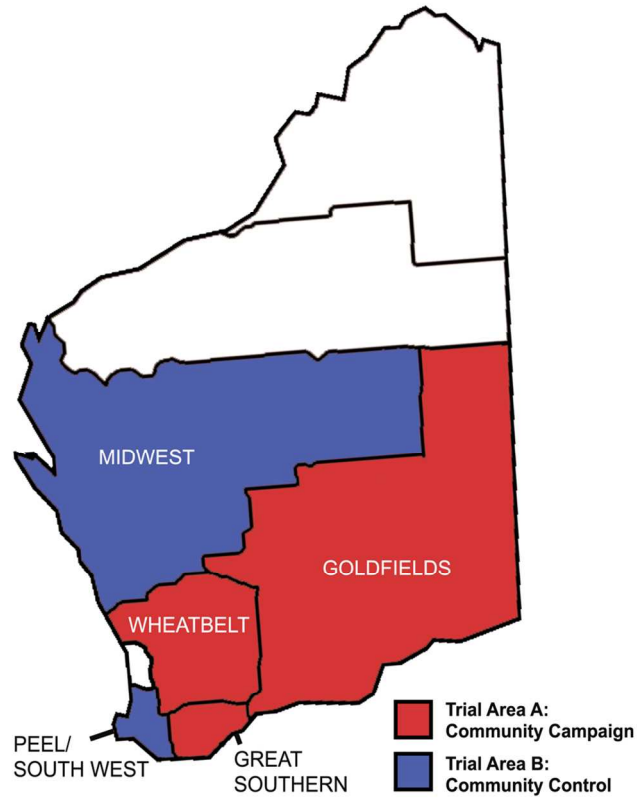 MIDWEST
GOLDFIELDS
WHEATBELT
PEEL/
SOUTH WEST
GREAT
SOUTHERN
Trial Area A:
Community Campaign
Trial Area B:
Community Control